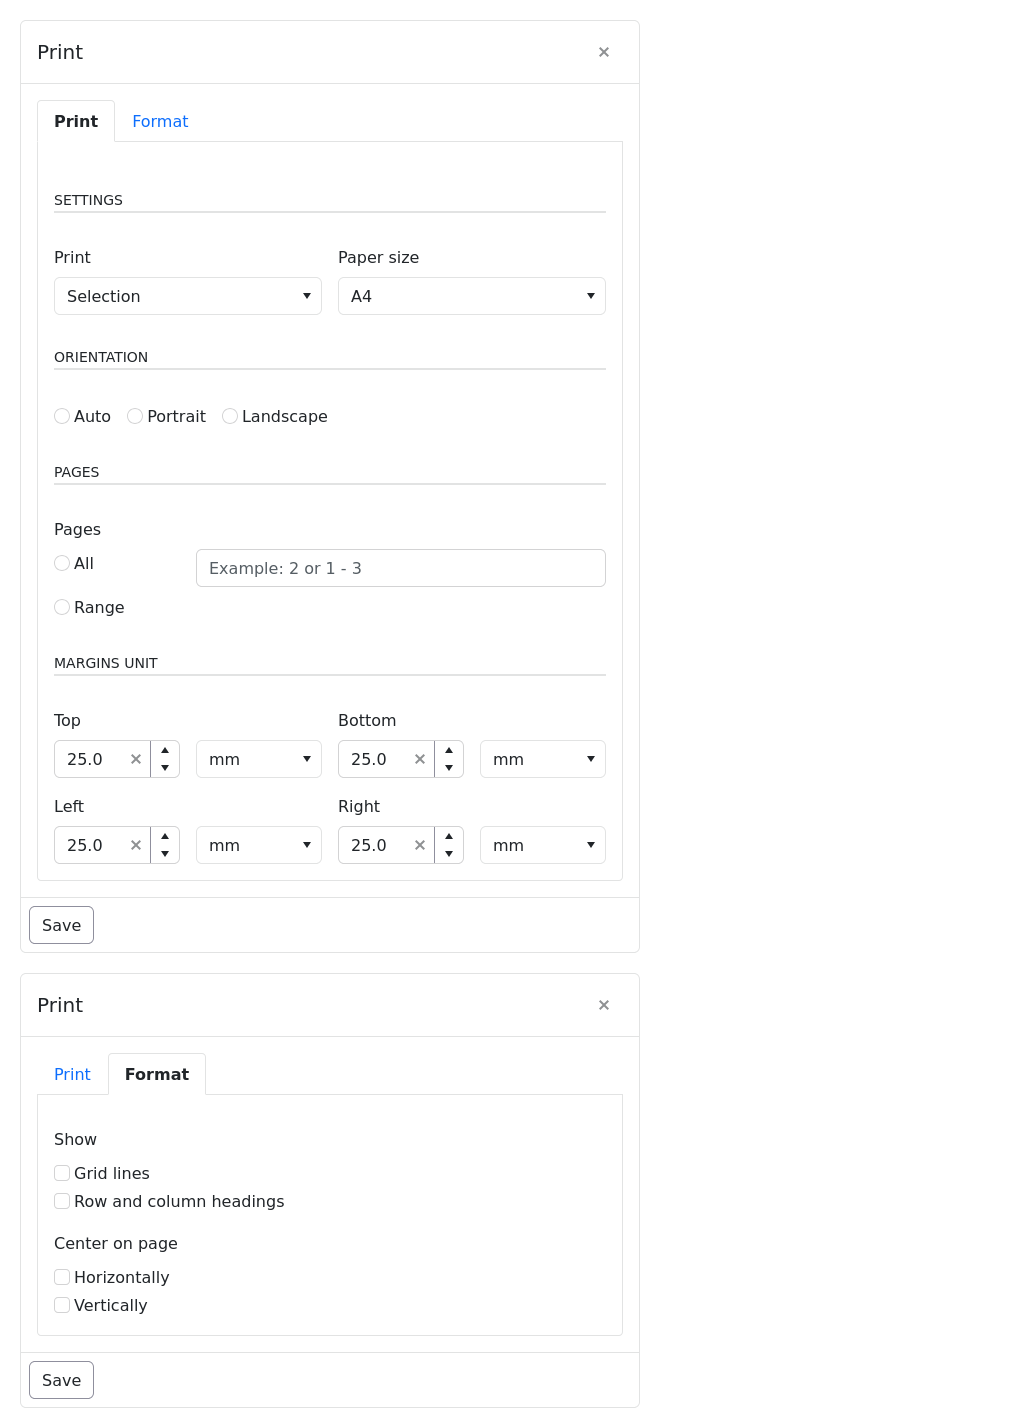 Print ×
Print Format
SETTINGS
Print Paper size
Selection A4
ORIENTATION
Auto Portrait Landscape
PAGES
Pages
All Example: 2 or 1 - 3
Range
MARGINS UNIT
Top Bottom
25.0 × mm 25.0 × mm
Left Right
25.0 × mm 25.0 × mm
Save
Print ×
Print Format
Show
Grid lines
Row and column headings
Center on page
Horizontally
Vertically
Save